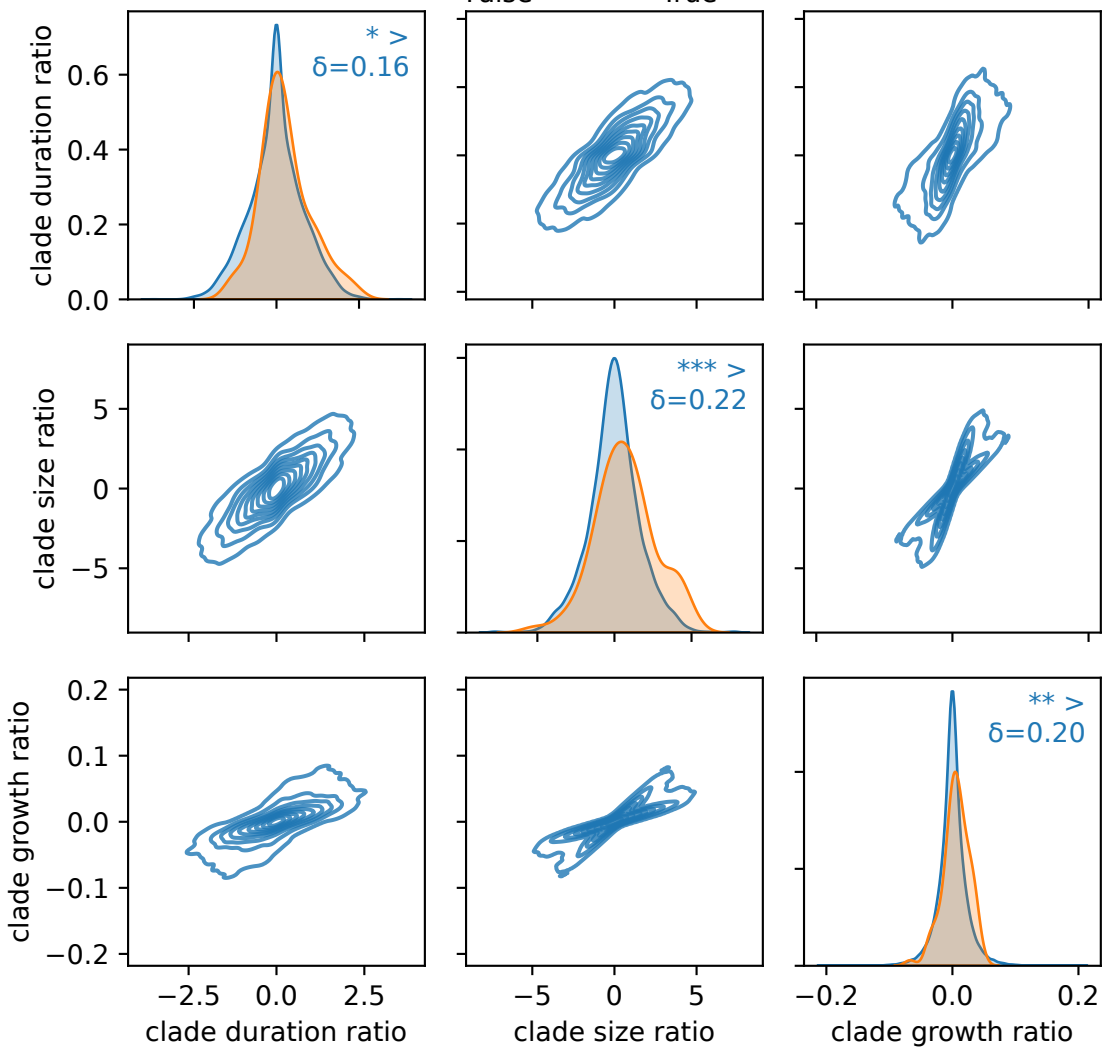 True
clade duration ratio
0.0
0.2
0.4
0.6
* >
δ=0.16
clade size ratio
5
0
−5
*** >
δ=0.22
clade growth ratio
0.2
0.1
0.0
−0.1
−0.2
** >
δ=0.20
−2.5 0.0 2.5
−5 0 5
−0.2 0.0 0.2
clade duration ratio
clade size ratio
clade growth ratio